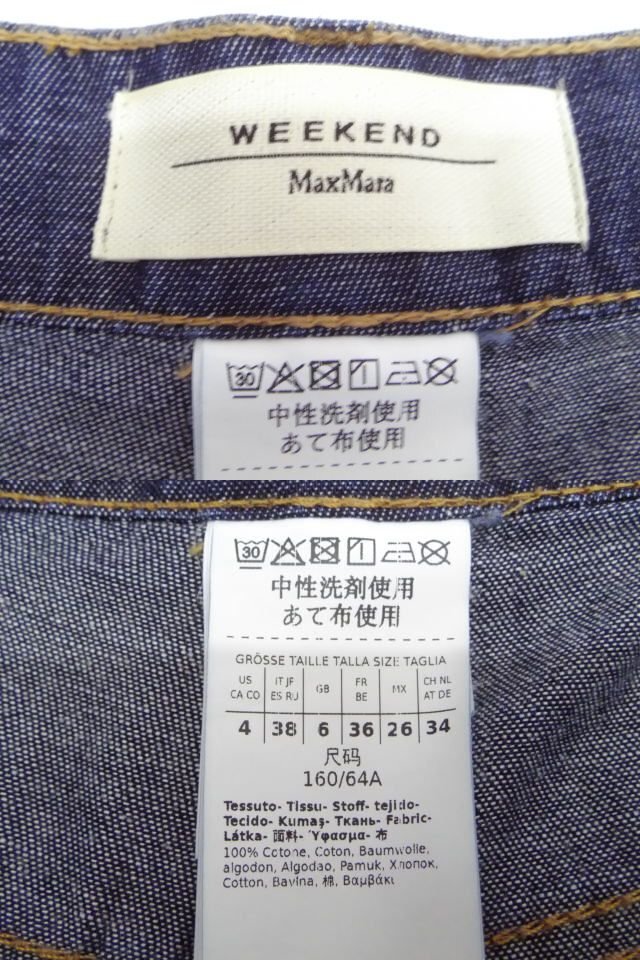 WEEKEND
MaxMara
30
中性洗剤使用
あて布使用
30
中性洗剤使用
あて布使用
GRÖSSE TAILLE TALLA SIZE TAGLIA
US IT JF GB FR MX CH NL
CA CO ES RU BE AT DE
4 38 6 36 26 34
尺码
160/64A
Tessuto- Tissu- Stoff- tejido-
Tecido- Kumaş- Ткань- Fabric-
Látka- 面料- Ύφασμα- 布
100% Cotone, Coton, Baumwolle,
algodon, Algodao, Pamuk, Хлопок,
Cotton, Bavlna, 棉, Βαμβάκι